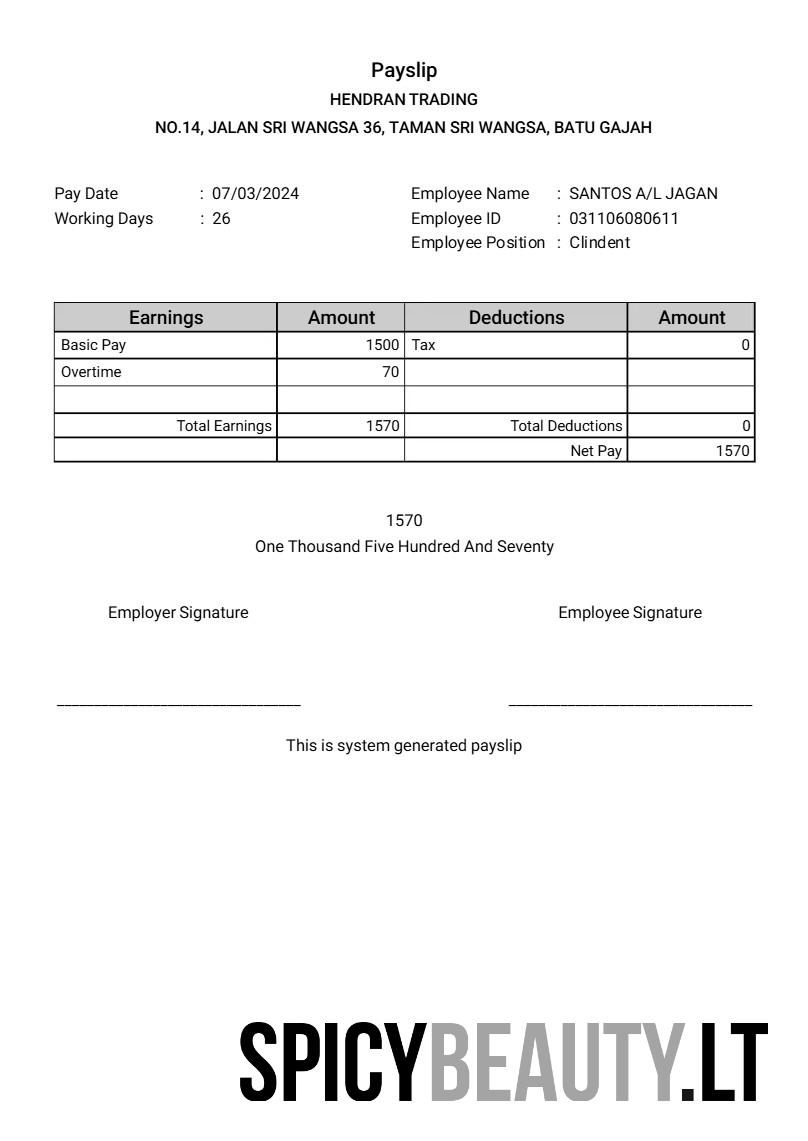 Payslip
HENDRAN TRADING
NO.14, JALAN SRI WANGSA 36, TAMAN SRI WANGSA, BATU GAJAH
Pay Date : 07/03/2024 Employee Name : SANTOS A/L JAGAN
Working Days : 26 Employee ID : 031106080611
Employee Position : Clindent
Earnings Amount Deductions Amount
Basic Pay 1500 Tax 0
Overtime 70
Total Earnings 1570 Total Deductions 0
Net Pay 1570
1570
One Thousand Five Hundred And Seventy
Employer Signature Employee Signature
This is system generated payslip
SPICYBEAUTY.LT